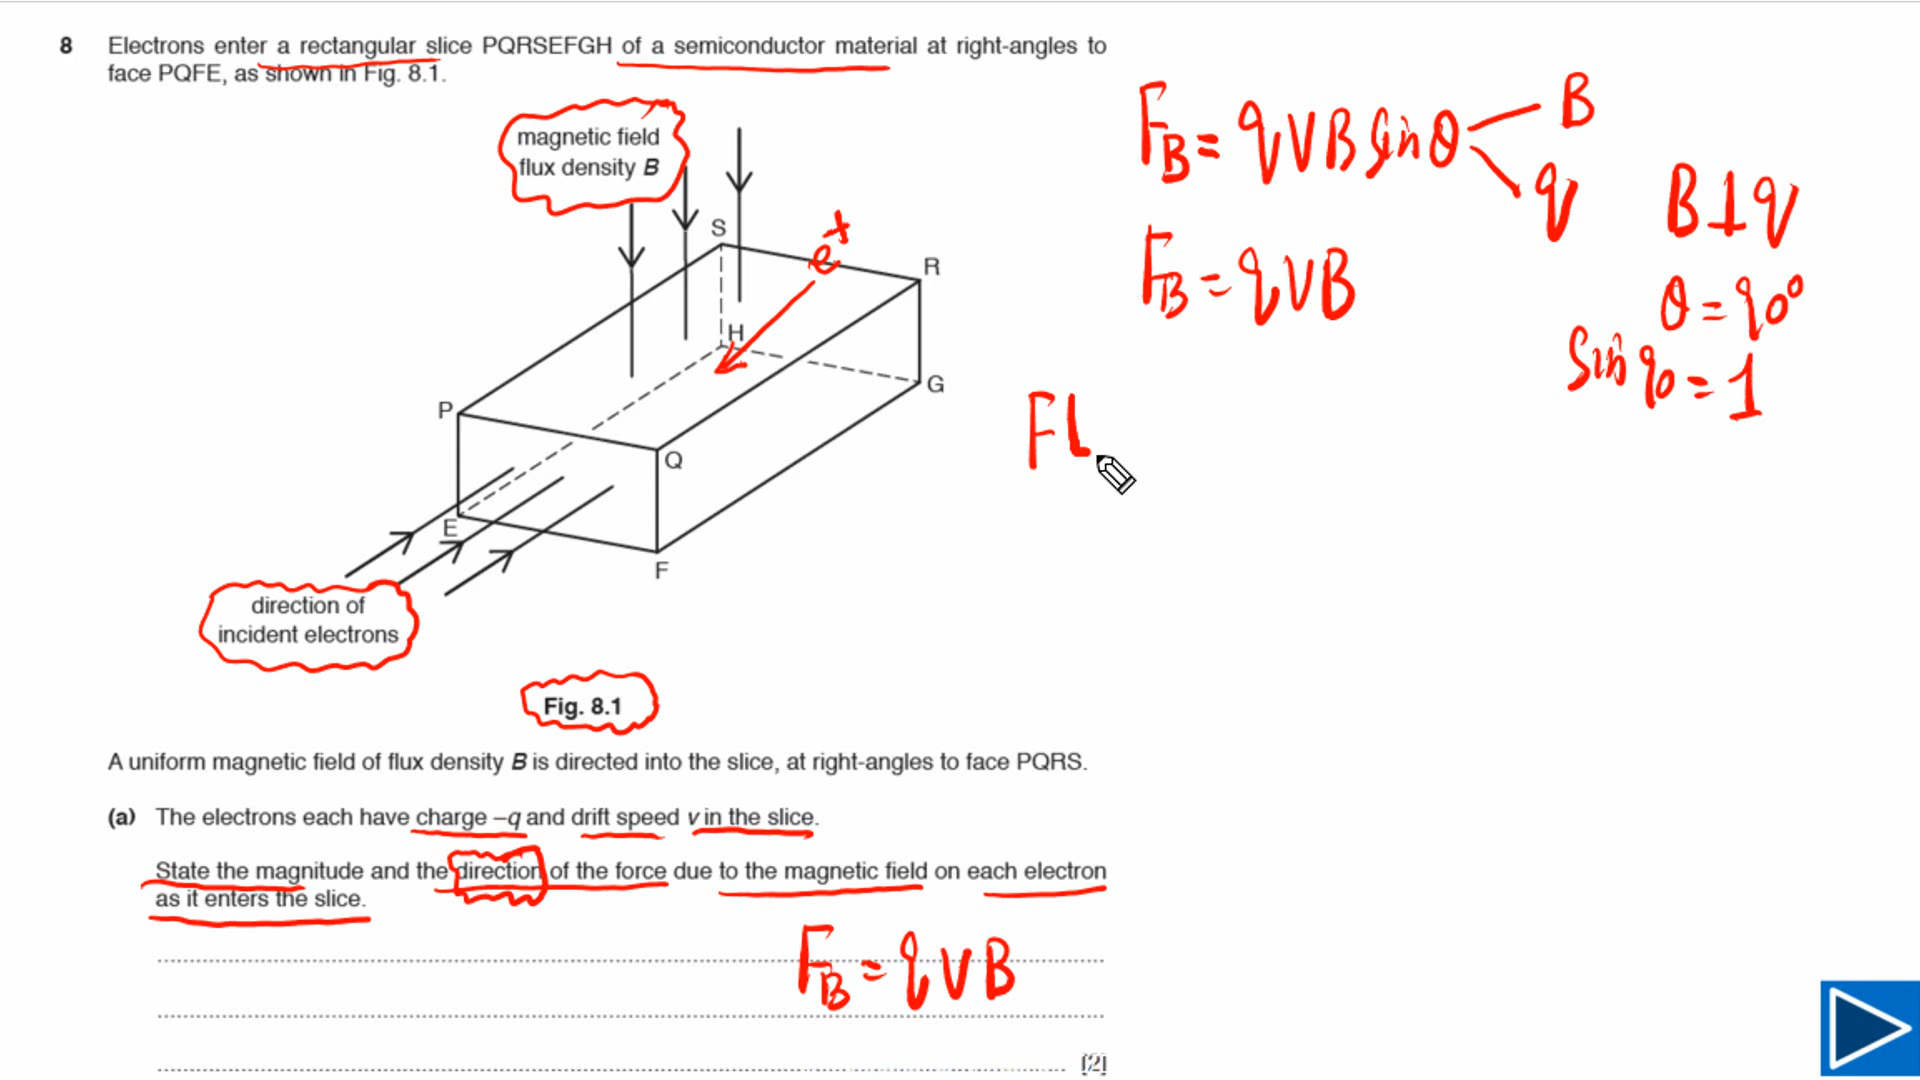 8 Electrons enter a rectangular slice PQRSEFGH of a semiconductor material at right-angles to
face PQFE, as shown in Fig. 8.1.
magnetic field
flux density B
S
R
H
G
P
Q
E
F
e+
direction of
incident electrons
Fig. 8.1
F_B = qVB sinθ
B
q
B⊥q
F_B = qVB
θ = 90°
Sin 90 = 1
FL
A uniform magnetic field of flux density B is directed into the slice, at right-angles to face PQRS.
(a) The electrons each have charge –q and drift speed v in the slice.
State the magnitude and the direction of the force due to the magnetic field on each electron
as it enters the slice.
F_B = qVB
[2]